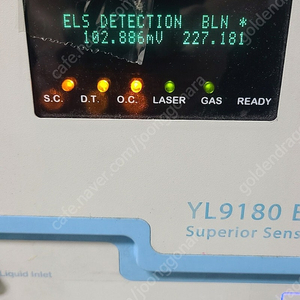 ELS DETECTION BLN *
102.886mV 227.181
S.C. D.T. O.C. LASER GAS READY
YL9180 E
Superior Sens
Liquid Inlet